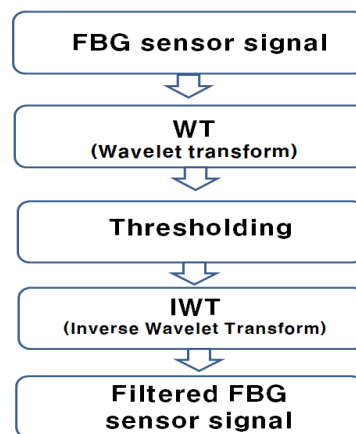 FBG sensor signal
WT
(Wavelet transform)
Thresholding
IWT
(Inverse Wavelet Transform)
Filtered FBG
sensor signal